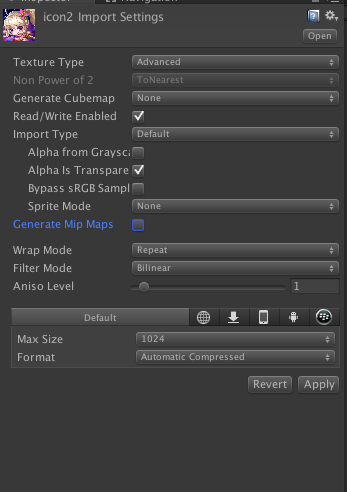 icon2 Import Settings
Open
Texture Type Advanced
Non Power of 2 ToNearest
Generate Cubemap None
Read/Write Enabled
Import Type Default
Alpha from Graysca
Alpha Is Transpare
Bypass sRGB Sampl
Sprite Mode None
Generate Mip Maps
Wrap Mode Repeat
Filter Mode Bilinear
Aniso Level 1
Default
Max Size 1024
Format Automatic Compressed
Revert Apply